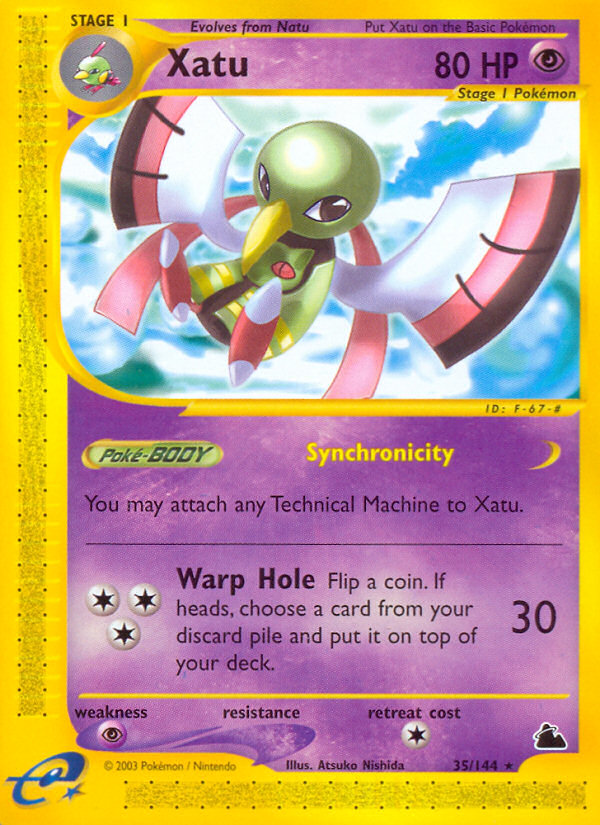 STAGE 1
Evolves from Natu
Put Xatu on the Basic Pokémon
Xatu
80 HP
Stage 1 Pokémon
ID: F-67-#
Poké-BODY
Synchronicity
You may attach any Technical Machine to Xatu.
Warp Hole Flip a coin. If
heads, choose a card from your
discard pile and put it on top of
your deck.
30
weakness
resistance
retreat cost
© 2003 Pokémon / Nintendo
Illus. Atsuko Nishida
35/144 ★
e